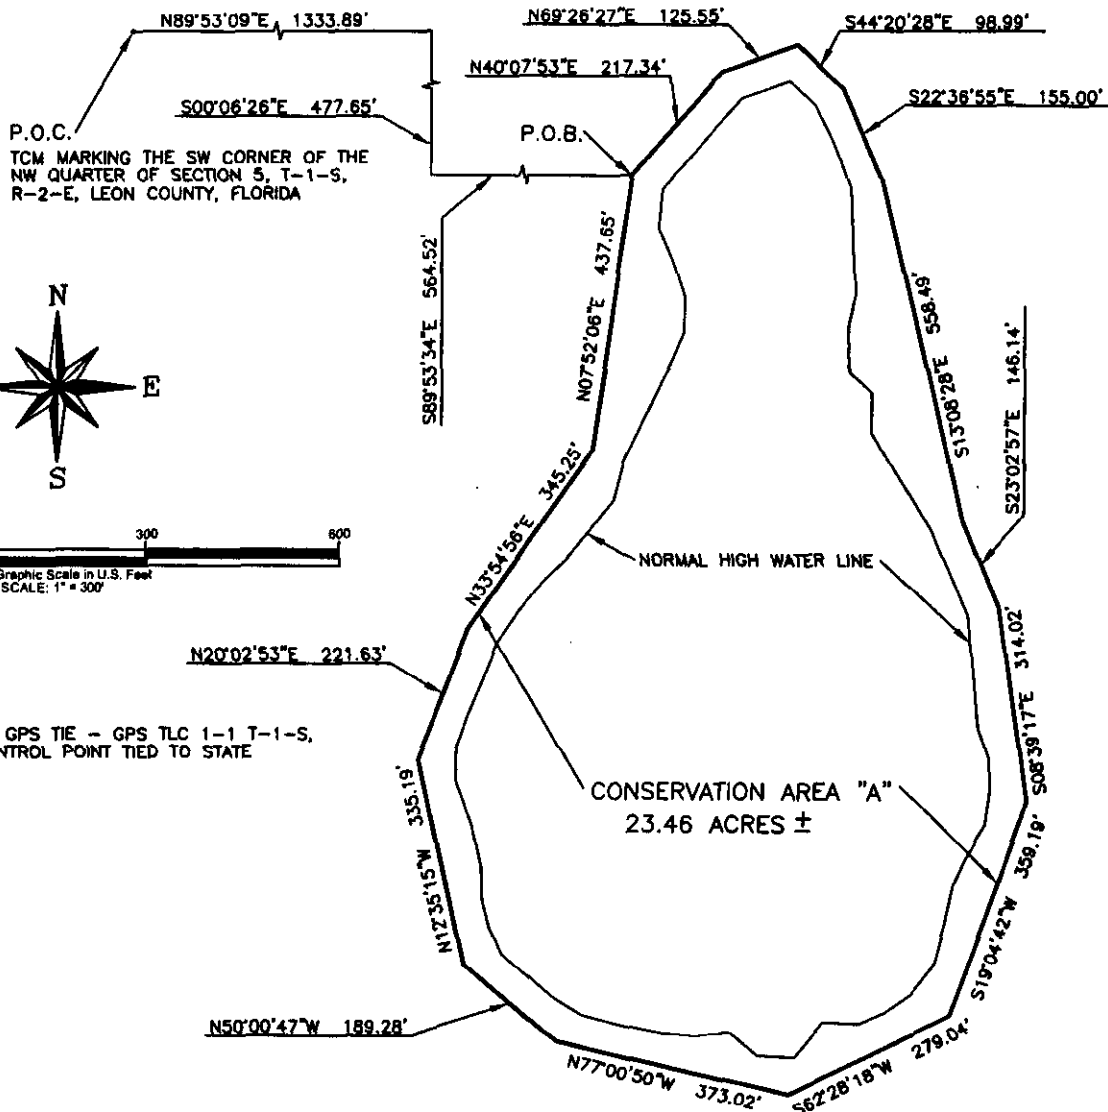 N89°53'09"E 1333.89'
N69°26'27"E 125.55'
S44°20'28"E 98.99'
N40°07'53"E 217.34'
S22°36'55"E 155.00'
S00°06'26"E 477.65'
P.O.C.
TCM MARKING THE SW CORNER OF THE
NW QUARTER OF SECTION 5, T-1-S,
R-2-E, LEON COUNTY, FLORIDA
P.O.B.
S89°53'34"E 564.52'
N07°52'06"E 437.65'
S13°08'28"E 558.49'
S23°02'57"E 146.14'
N
E
S
300
600
Graphic Scale in U.S. Feet
SCALE: 1" = 300'
N33°54'56"E 345.25'
NORMAL HIGH WATER LINE
N20°02'53"E 221.63'
S08°39'17"E 314.02'
GPS TIE - GPS TLC 1-1 T-1-S,
NTROL POINT TIED TO STATE
CONSERVATION AREA "A"
23.46 ACRES ±
N12°35'15"W 335.19'
S19°04'42"W 359.19'
N50°00'47"W 189.28'
N77°00'50"W 373.02'
S62°28'18"W 279.04'